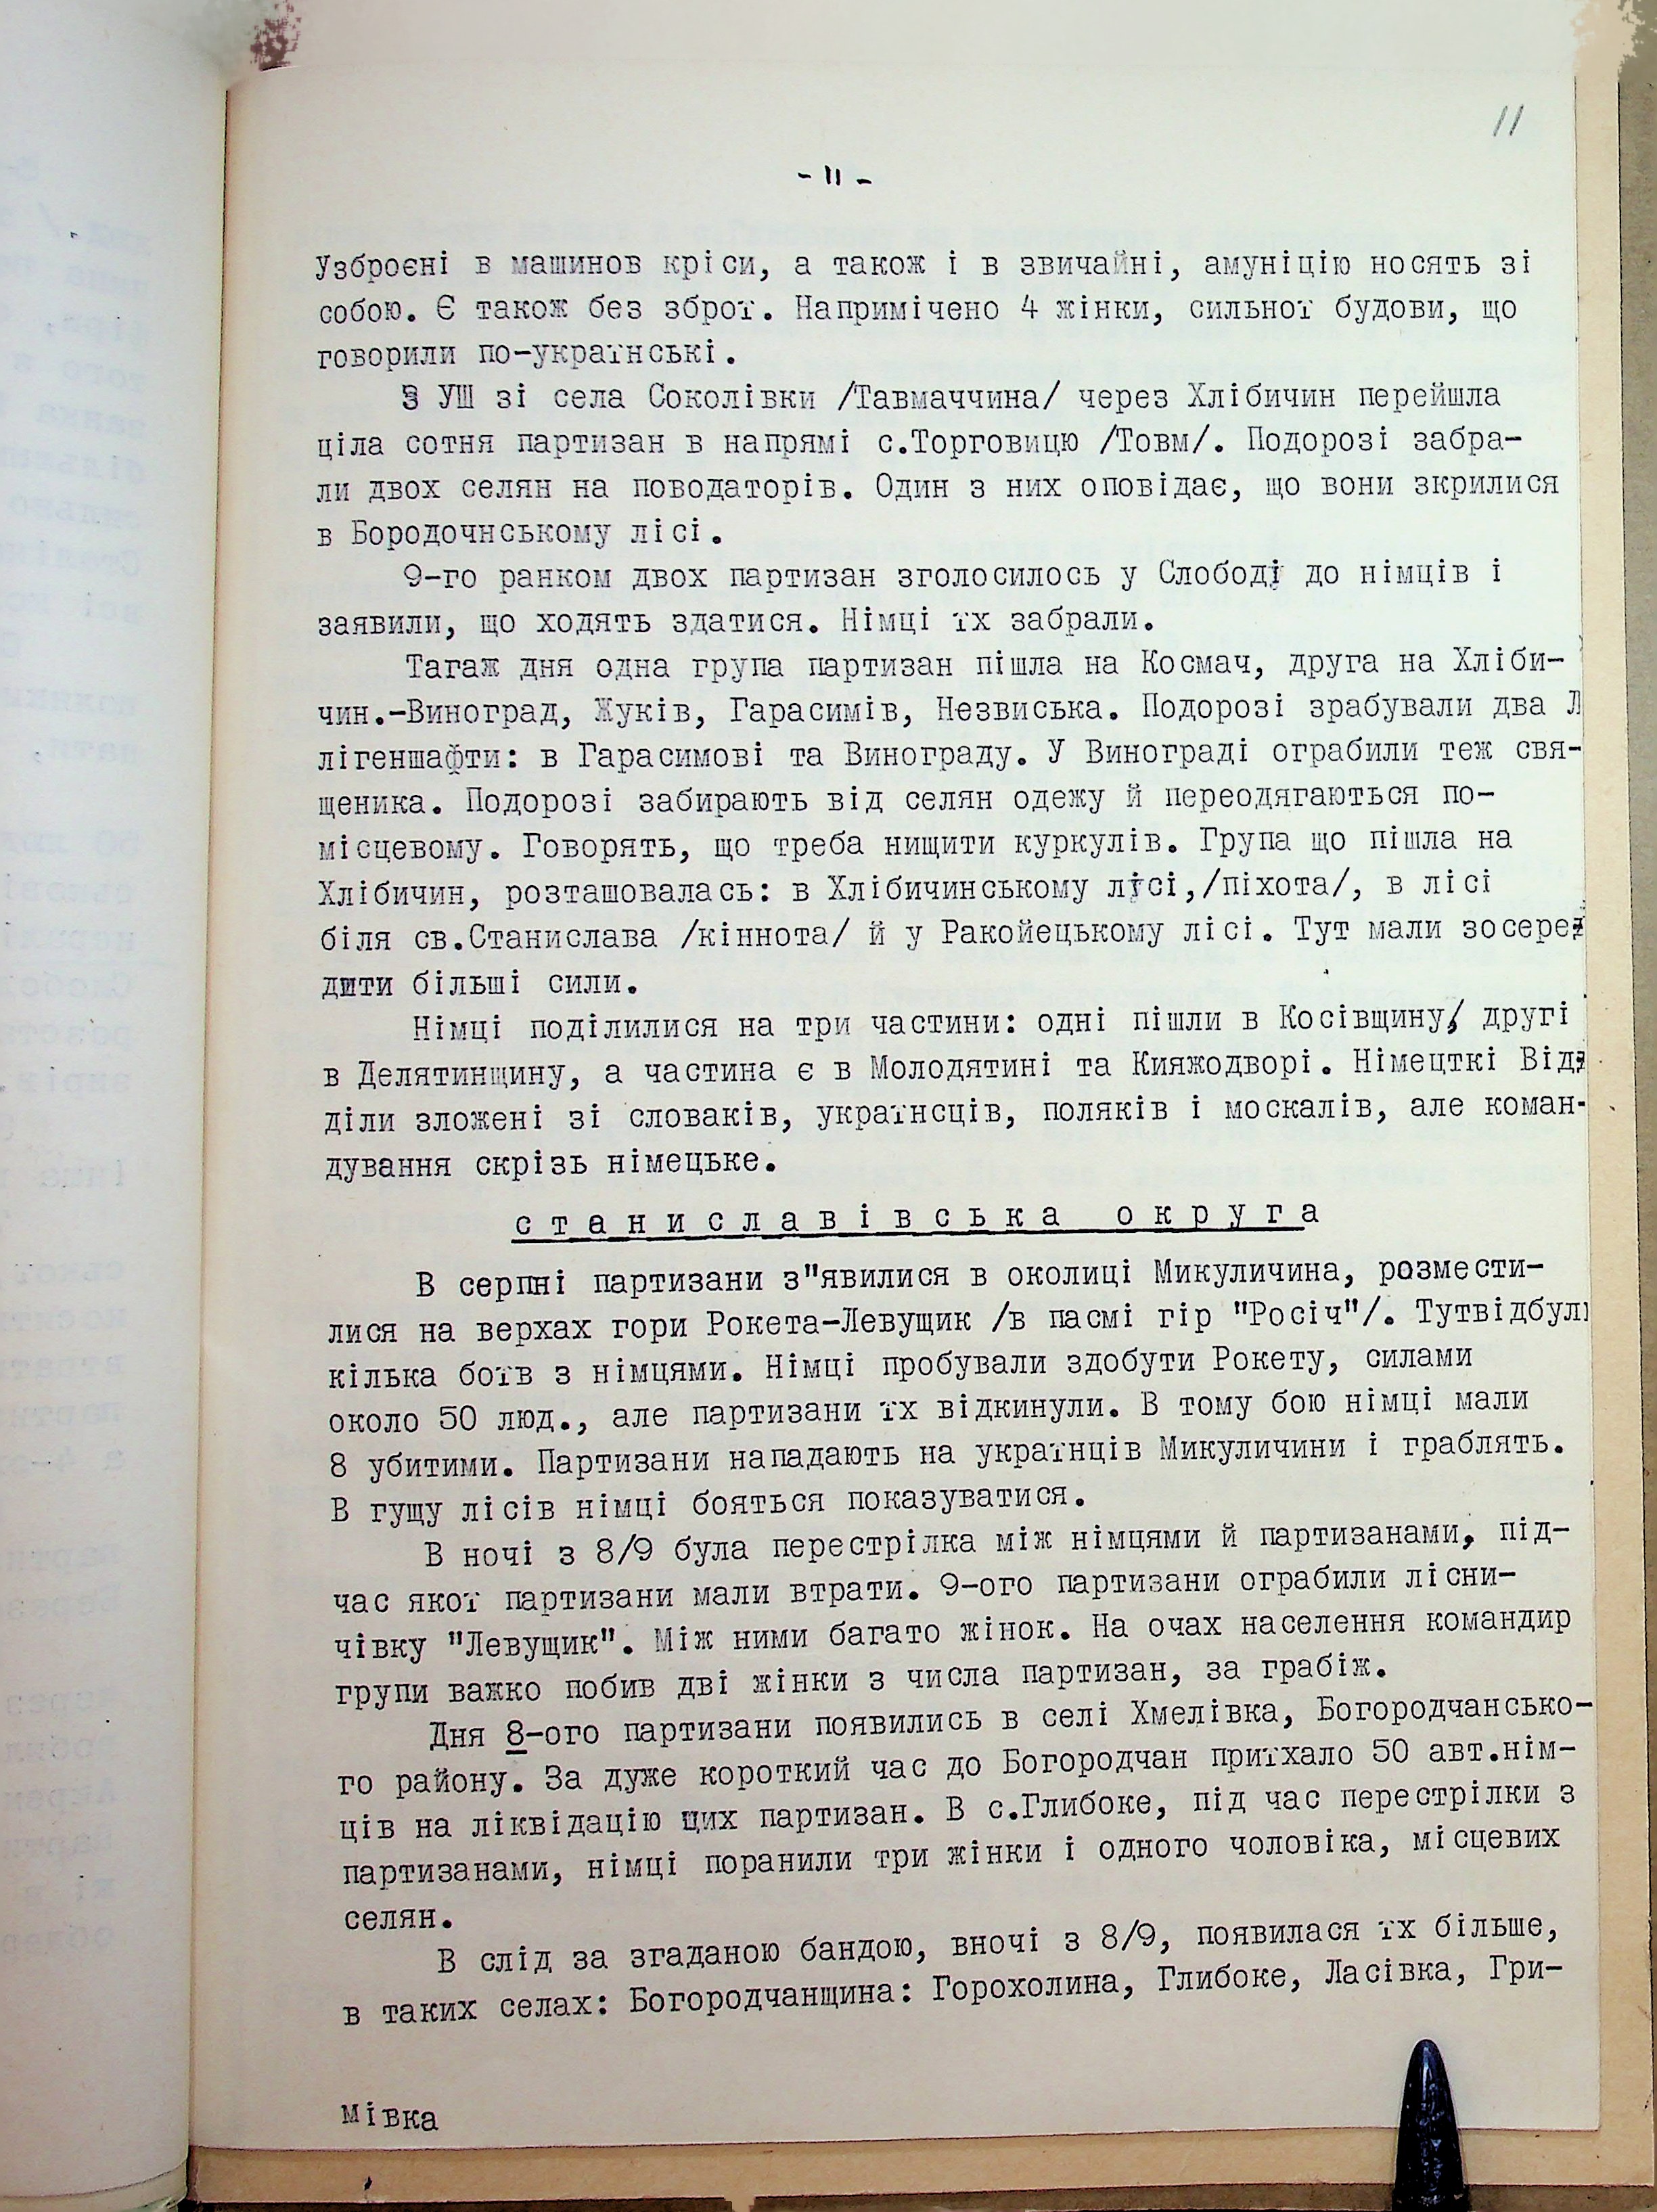 11
- 11 -
Узброєні в машинов кріси, а також і в звичайні, амуніцію носять зі
собою. Є також без зброї. Напримічено 4 жінки, сильної будови, що
говорили по-українські.
УШ зі села Соколівки /Тавмаччина/ через Хлібичин перейшла
ціла сотня партизан в напрямі с.Торговицю /Товм/. Подорозі забра-
ли двох селян на поводаторів. Один з них оповідає, що вони зкрилися
в Бородочнському лісі.
9-го ранком двох партизан зголосилось у Слободі до німців і
заявили, що ходять здатися. Німці їх забрали.
Тагаж дня одна група партизан пішла на Космач, друга на Хліби-
чин.-Виноград, Жуків, Гарасимів, Незвиська. Подорозі зрабували два Л
лігеншафти: в Гарасимові та Винограду. У Винограді ограбили теж свя-
щеника. Подорозі забирають від селян одежу й переодягаються по-
місцевому. Говорять, що треба нищити куркулів. Група що пішла на
Хлібичин, розташовалась: в Хлібичинському лісі,/піхота/, в лісі
біля св.Станислава /кіннота/ й у Ракойецькому лісі. Тут мали зосеред
дити більші сили.
Німці поділилися на три частини: одні пішли в Косівщину, другі
в Делятинщину, а частина є в Молодятині та Кияжодворі. Німецткі Від
діли зложені зі словаків, українсців, поляків і москалів, але коман-
дування скрізь німецьке.
с т а н и с л а в і в с ь к а о к р у г а
В серпні партизани з"явилися в околиці Микуличина, розмести-
лися на верхах гори Рокета-Левущик /в пасмі гір "Росіч"/. Тутвідбули
кілька боїв з німцями. Німці пробували здобути Рокету, силами
около 50 люд., але партизани їх відкинули. В тому бою німці мали
8 убитими. Партизани нападають на українців Микуличини і граблять.
В гущу лісів німці бояться показуватися.
В ночі з 8/9 була перестрілка між німцями й партизанами, під-
час якої партизани мали втрати. 9-ого партизани ограбили лісни-
чівку "Левущик". Між ними багато жінок. На очах населення командир
групи важко побив дві жінки з числа партизан, за грабіж.
Дня 8-ого партизани появились в селі Хмелівка, Богородчансько-
го району. За дуже короткий час до Богородчан приїхало 50 авт.нім-
ців на ліквідацію цих партизан. В с.Глибоке, під час перестрілки з
партизанами, німці поранили три жінки і одного чоловіка, місцевих
селян.
В слід за згаданою бандою, вночі з 8/9, появилася їх більше,
в таких селах: Богородчанщина: Горохолина, Глибоке, Ласівка, Гри-
мівка